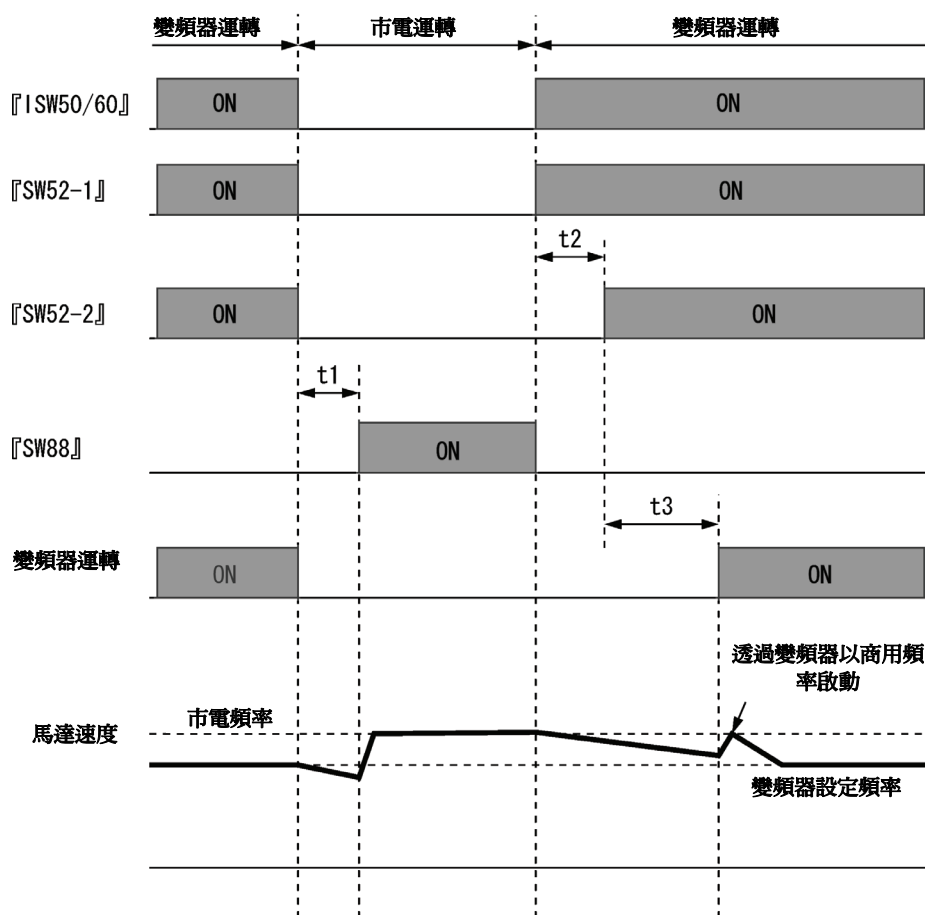 變頻器運轉 市電運轉 變頻器運轉
『ISW50/60』 ON ON
『SW52-1』 ON ON
t2
『SW52-2』 ON ON
t1
『SW88』 ON
t3
變頻器運轉 ON ON
透過變頻器以商用頻
率啟動
市電頻率
馬達速度
變頻器設定頻率